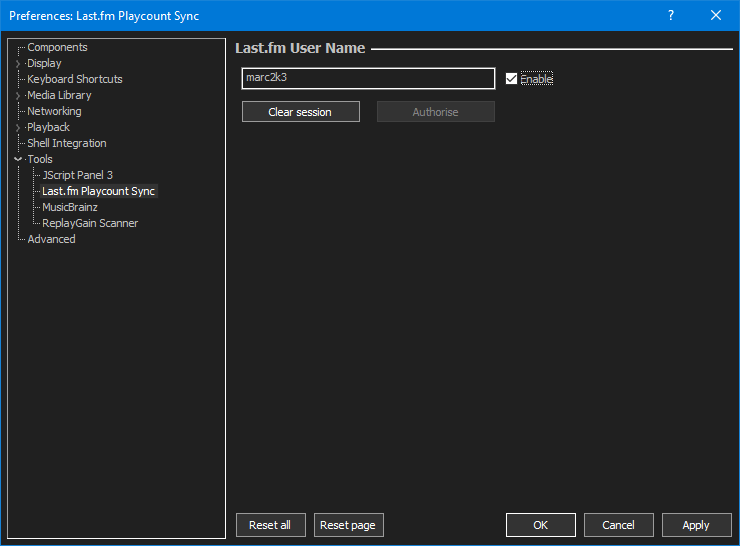 Preferences: Last.fm Playcount Sync
?
Components
Display
Keyboard Shortcuts
Media Library
Networking
Playback
Shell Integration
Tools
JScript Panel 3
Last.fm Playcount Sync
MusicBrainz
ReplayGain Scanner
Advanced
Last.fm User Name
marc2k3
Enable
Clear session
Authorise
Reset all
Reset page
OK
Cancel
Apply